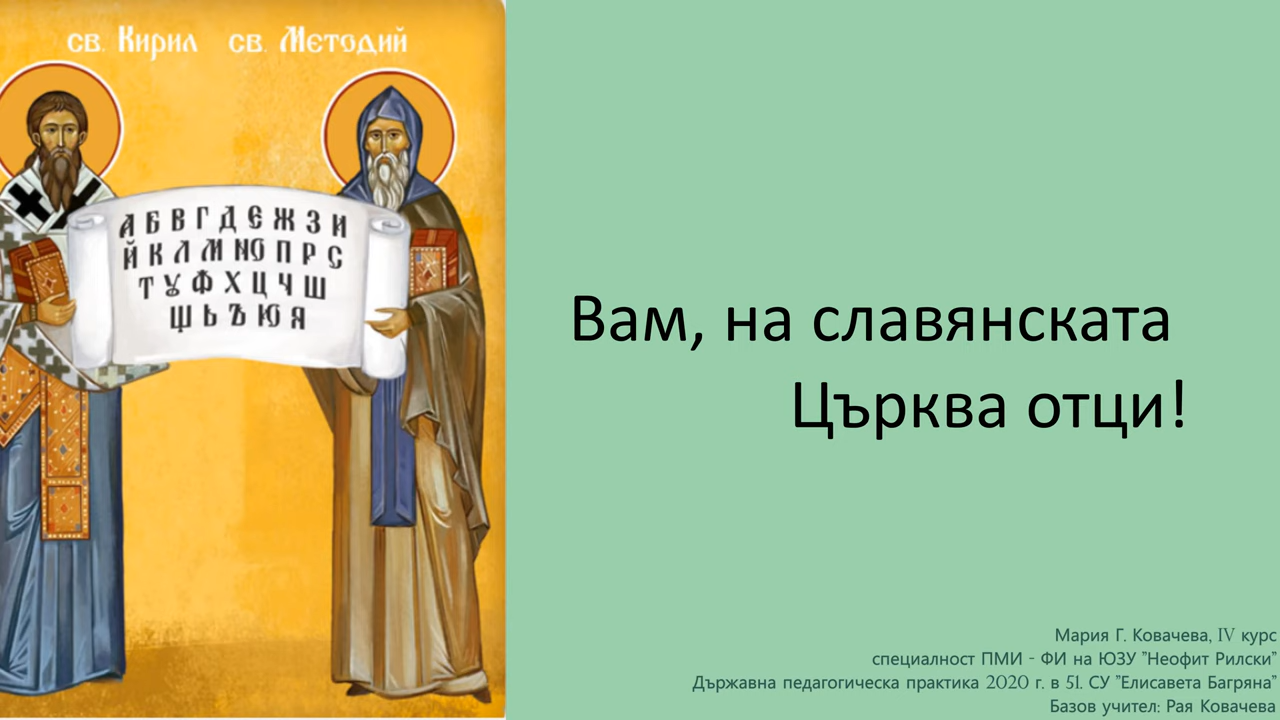 св. Кирил св. Методий
А Б В Г Д Е Ж З И
Й К Л М N О П Р С
Т Ꙋ Ф Х Ц Ч Ш
Щ Ь Ъ Ю Я
Вам, на славянската
Църква отци!
Мария Г. Ковачева, IV курс
специалност ПМИ - ФИ на ЮЗУ "Неофит Рилски"
Държавна педагогическа практика 2020 г. в 51. СУ "Елисавета Багряна"
Базов учител: Рая Ковачева